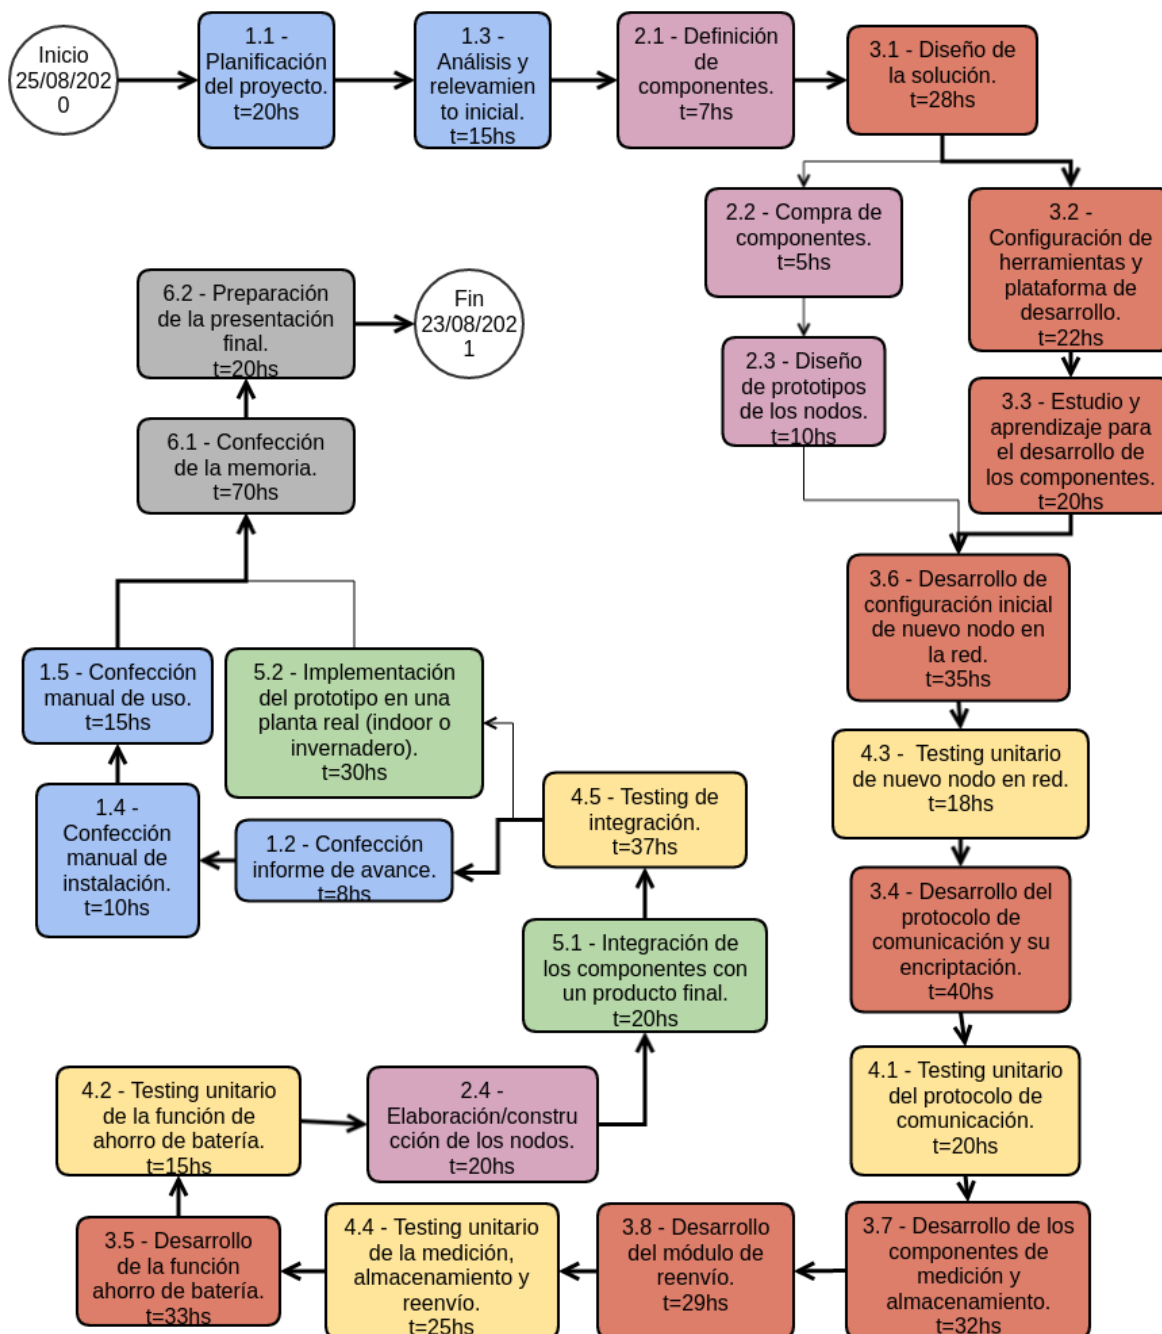 Inicio
25/08/202
0
1.1 -
Planificación
del proyecto.
t=20hs
1.3 -
Análisis y
relevamien
to inicial.
t=15hs
2.1 - Definición
de
componentes.
t=7hs
3.1 - Diseño de
la solución.
t=28hs
2.2 - Compra de
componentes.
t=5hs
3.2 -
Configuración de
herramientas y
plataforma de
desarrollo.
t=22hs
2.3 - Diseño
de prototipos
de los nodos.
t=10hs
3.3 - Estudio y
aprendizaje para
el desarrollo de
los componentes.
t=20hs
3.6 - Desarrollo de
configuración inicial
de nuevo nodo en
la red.
t=35hs
4.3 -  Testing unitario
de nuevo nodo en red.
t=18hs
3.4 - Desarrollo del
protocolo de
comunicación y su
encriptación.
t=40hs
4.1 - Testing unitario
del protocolo de
comunicación.
t=20hs
3.7 - Desarrollo de los
componentes de
medición y
almacenamiento.
t=32hs
3.8 - Desarrollo
del módulo de
reenvío.
t=29hs
4.4 - Testing unitario
de la medición,
almacenamiento y
reenvío.
t=25hs
3.5 - Desarrollo
de la función
ahorro de batería.
t=33hs
4.2 - Testing unitario
de la función de
ahorro de batería.
t=15hs
2.4 -
Elaboración/constru
cción de los nodos.
t=20hs
5.1 - Integración de
los componentes con
un producto final.
t=20hs
4.5 - Testing de
integración.
t=37hs
5.2 - Implementación
del prototipo en una
planta real (indoor o
invernadero).
t=30hs
1.2 - Confección
informe de avance.
t=8hs
1.4 -
Confección
manual de
instalación.
t=10hs
1.5 - Confección
manual de uso.
t=15hs
6.1 - Confección
de la memoria.
t=70hs
6.2 - Preparación
de la presentación
final.
t=20hs
Fin
23/08/202
1